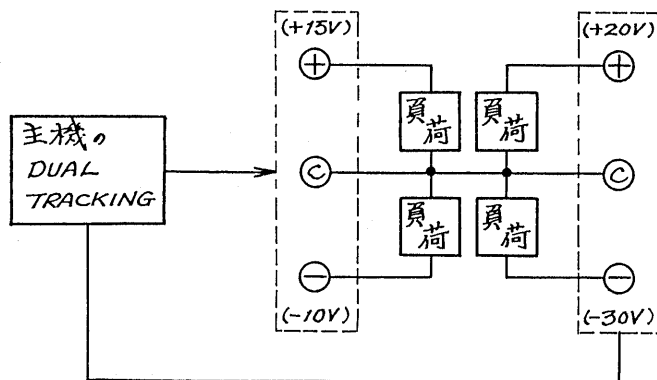 主機の
DUAL
TRACKING
(+15V)
+
C
−
(-10V)
負荷
負荷
負荷
負荷
(+20V)
+
C
−
(-30V)